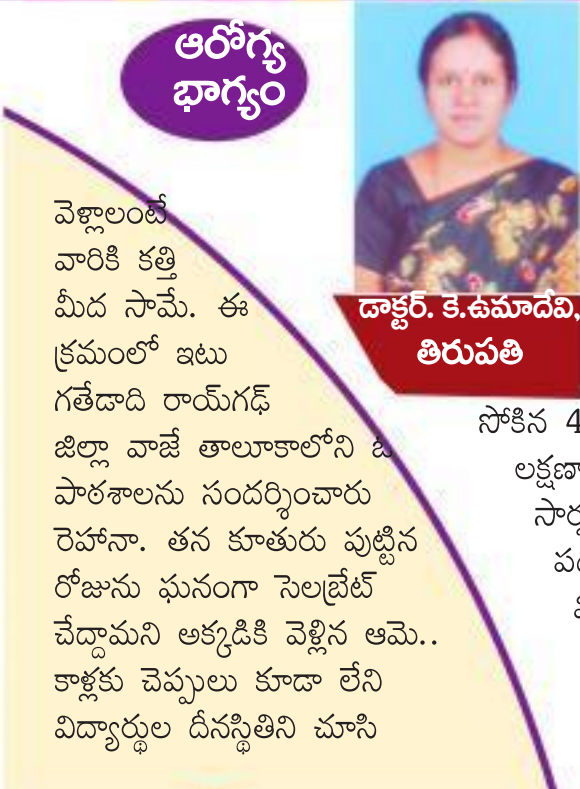 ఆరోగ్య
భాగ్యం
వెళ్లాలంటే
వారికి కత్తి
మీద సామే. ఈ
క్రమంలో ఇటు
గతేడాది రాయ్‌గఢ్
జిల్లా వాజే తాలూకాలోని ఓ
పాఠశాలను సందర్శించారు
రెహానా. తన కూతురు పుట్టిన
రోజును ఘనంగా సెలబ్రేట్
చేద్దామని అక్కడికి వెళ్లిన ఆమె..
కాళ్లకు చెప్పులు కూడా లేని
విద్యార్థుల దీనస్థితిని చూసి
డాక్టర్. కె.ఉమాదేవి,
తిరుపతి
సోకిన 4